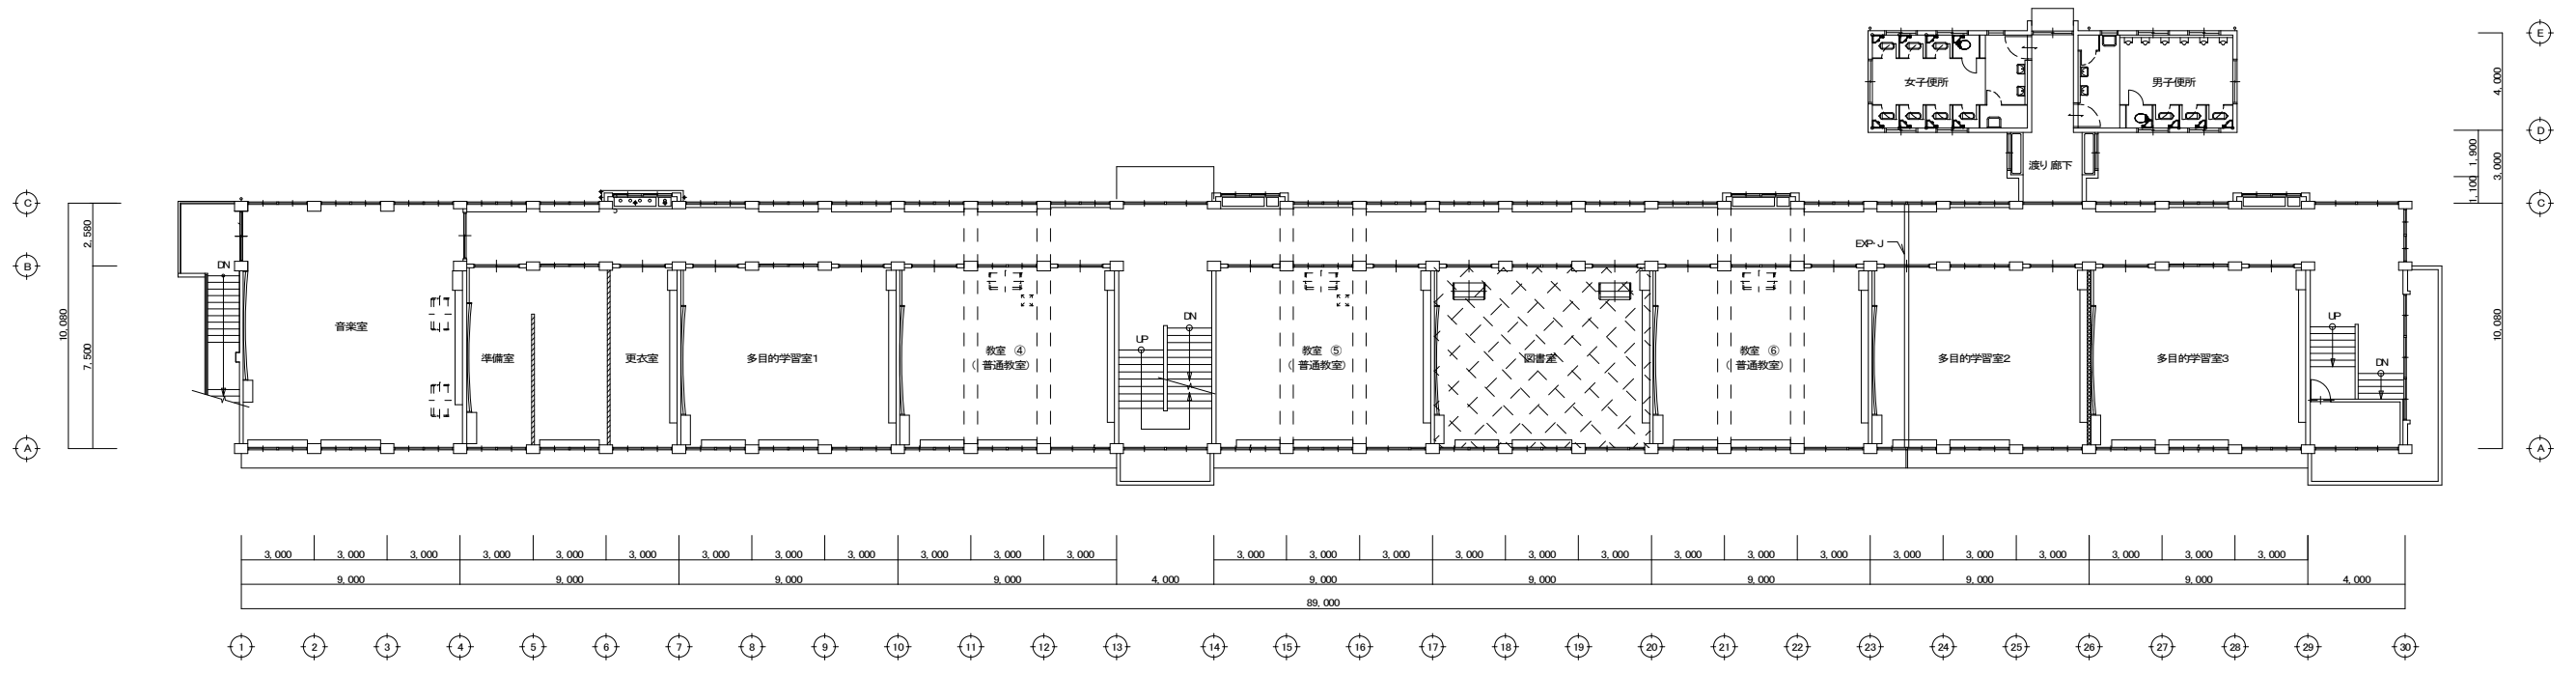 E
4,000
女子便所
男子便所
D
1,900
3,000
渡り廊下
1,100
C
C
2,580
EXP-J
B
DN
10,080
7,500
音楽室
準備室
更衣室
多目的学習室1
教室 ④
(普通教室)
UP
DN
教室 ⑤
(普通教室)
図書室
教室 ⑥
(普通教室)
多目的学習室2
多目的学習室3
UP
DN
10,080
A
A
3,000 3,000 3,000 3,000 3,000 3,000 3,000 3,000 3,000 3,000 3,000 3,000 3,000 3,000 3,000 3,000 3,000 3,000 3,000 3,000 3,000 3,000 3,000 3,000 3,000 3,000 3,000
9,000 9,000 9,000 9,000 4,000 9,000 9,000 9,000 9,000 9,000 4,000
89,000
1 2 3 4 5 6 7 8 9 10 11 12 13 14 15 16 17 18 19 20 21 22 23 24 25 26 27 28 29 30